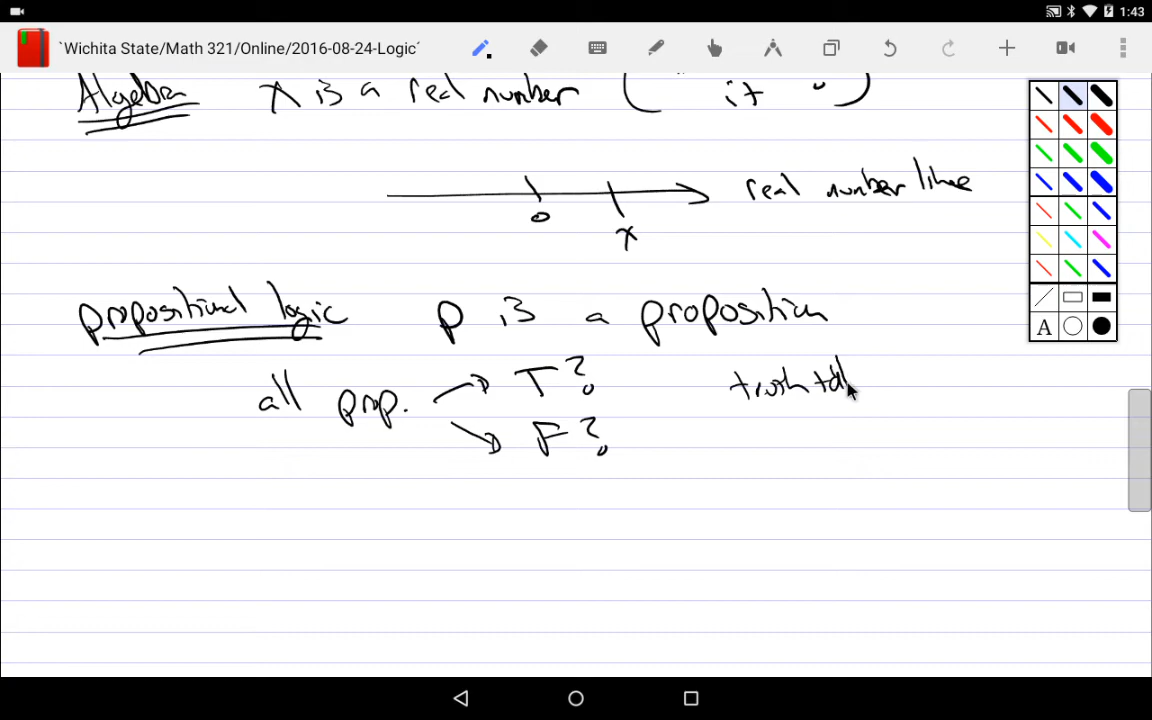 1:43
`Wichita State/Math 321/Online/2016-08-24-Logic`
Algebra x is a real number ( it )
0 x real number line
propositional logic p is a proposition
all prop. T? truth
F?
A